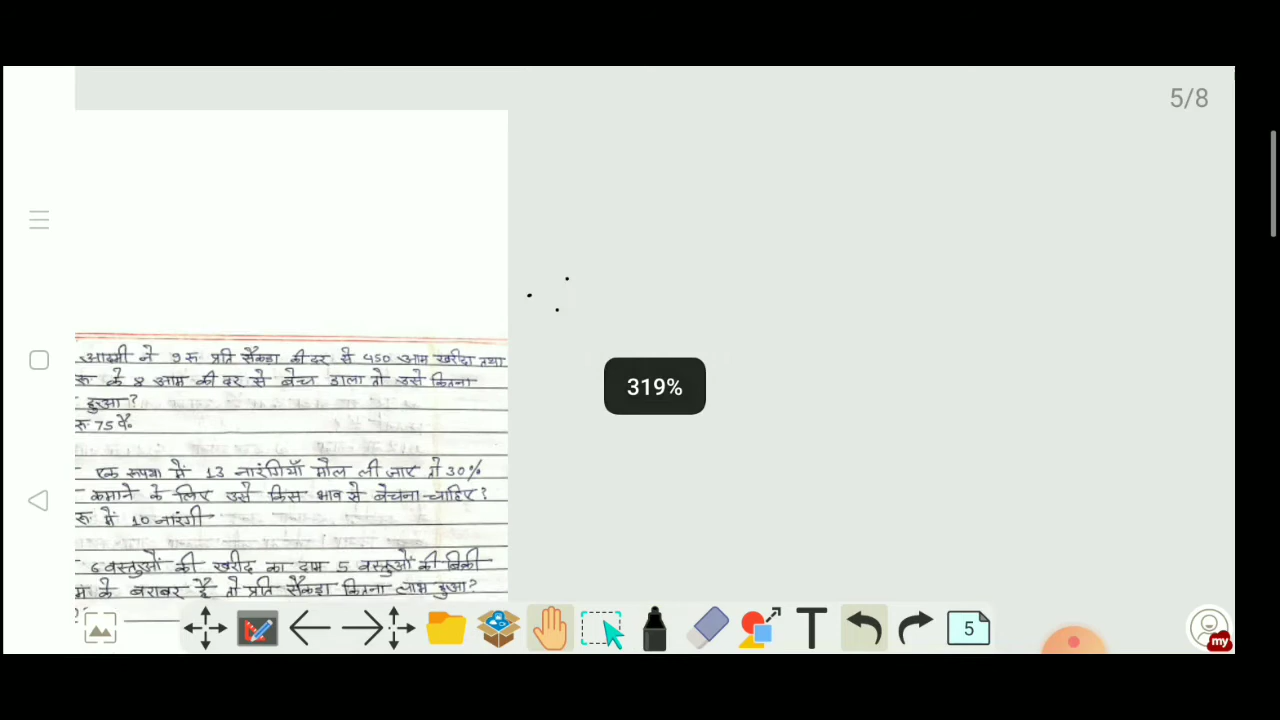 5/8
319%
आदमी ने 9 रु प्रति सैकड़ा की दर से 450 आम खरीदा तथा
रु के 8 आम की दर से बेच डाला तो उसे कितना
हुआ?
रु 75 पै॰
एक रूपया में 13 नारंगियाँ मोल ली जाए तो 30%
कमाने के लिए उसे किस भाव से बेचना चाहिए?
रु में 10 नारंगी
6 वस्तुओं की खरीद का दाम 5 वस्तुओं की बिक्री
के बराबर है तो प्रति सैकड़ा कितना लाभ हुआ?
T
5
my